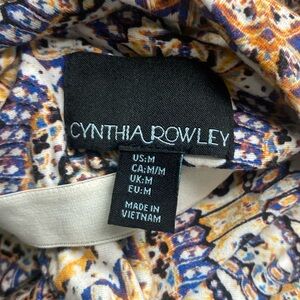 CYNTHIA ROWLEY
US:M
CA:M/M
UK:M
EU:M
MADE IN
VIETNAM